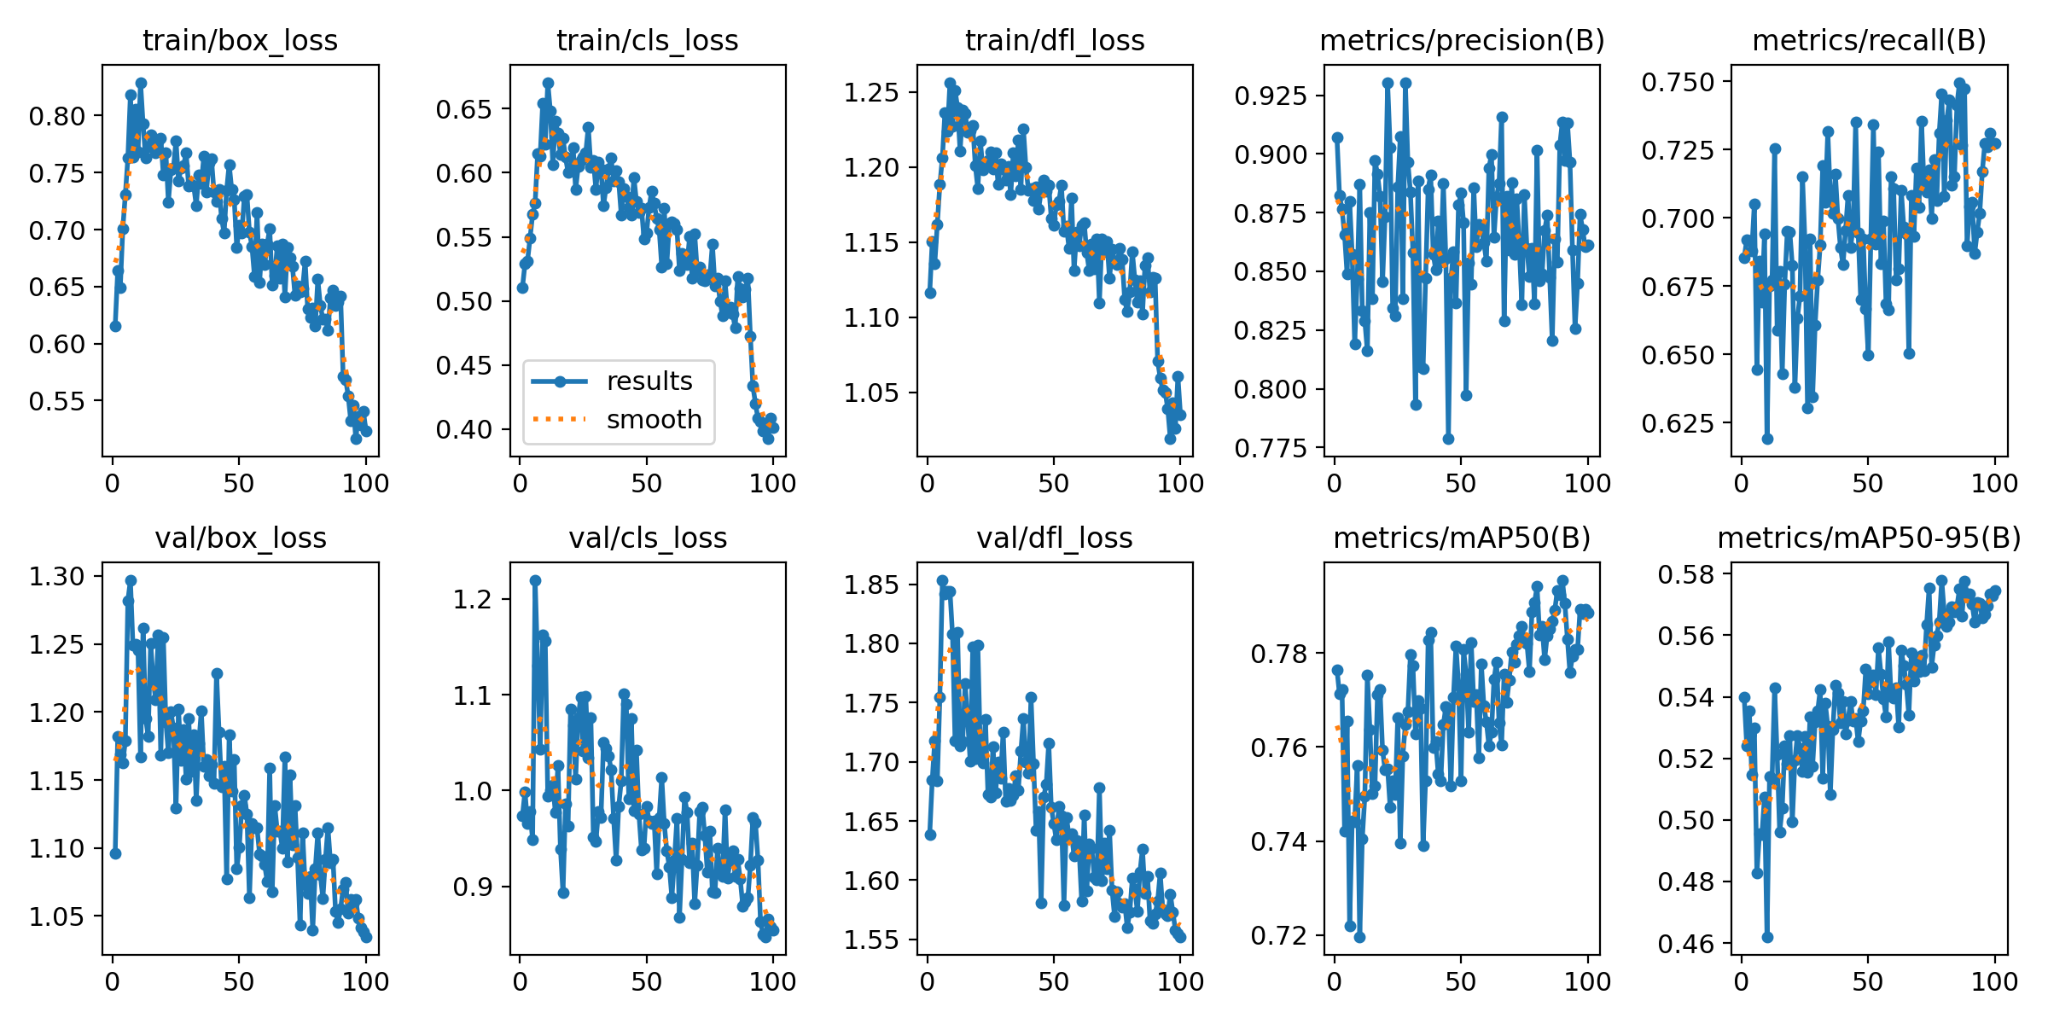 train/box_loss
0.80
0.75
0.70
0.65
0.60
0.55
0 50 100
train/cls_loss
0.65
0.60
0.55
0.50
0.45
0.40
results
smooth
0 50 100
train/dfl_loss
1.25
1.20
1.15
1.10
1.05
0 50 100
metrics/precision(B)
0.925
0.900
0.875
0.850
0.825
0.800
0.775
0 50 100
metrics/recall(B)
0.750
0.725
0.700
0.675
0.650
0.625
0 50 100
val/box_loss
1.30
1.25
1.20
1.15
1.10
1.05
0 50 100
val/cls_loss
1.2
1.1
1.0
0.9
0 50 100
val/dfl_loss
1.85
1.80
1.75
1.70
1.65
1.60
1.55
0 50 100
metrics/mAP50(B)
0.78
0.76
0.74
0.72
0 50 100
metrics/mAP50-95(B)
0.58
0.56
0.54
0.52
0.50
0.48
0.46
0 50 100